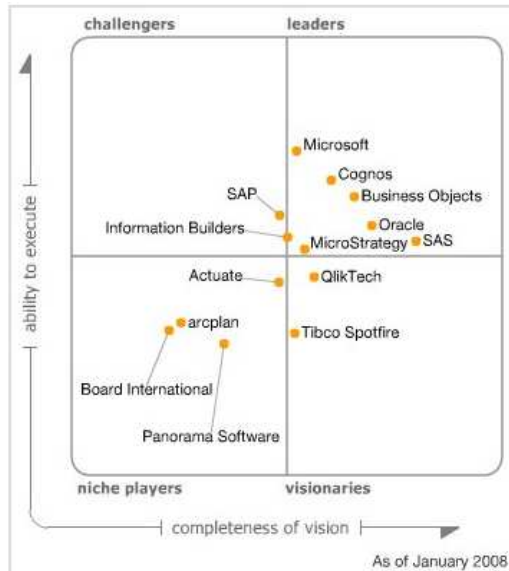 challengers
leaders
Microsoft
Cognos
SAP
Business Objects
Information Builders
Oracle
MicroStrategy
SAS
Actuate
QlikTech
arcplan
Tibco Spotfire
Board International
Panorama Software
niche players
visionaries
ability to execute
completeness of vision
As of January 2008